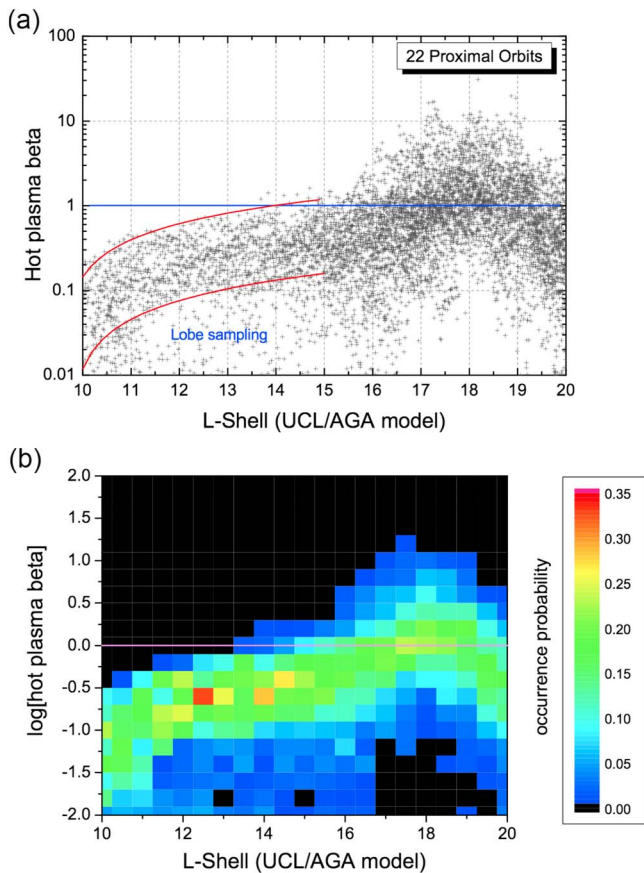 (a)
100
10
1
0.1
0.01
Hot plasma beta
22 Proximal Orbits
Lobe sampling
10 11 12 13 14 15 16 17 18 19 20
L-Shell (UCL/AGA model)
(b)
2.0
1.5
1.0
0.5
0.0
-0.5
-1.0
-1.5
-2.0
log[hot plasma beta]
10 12 14 16 18 20
L-Shell (UCL/AGA model)
occurrence probability
0.35
0.30
0.25
0.20
0.15
0.10
0.05
0.00